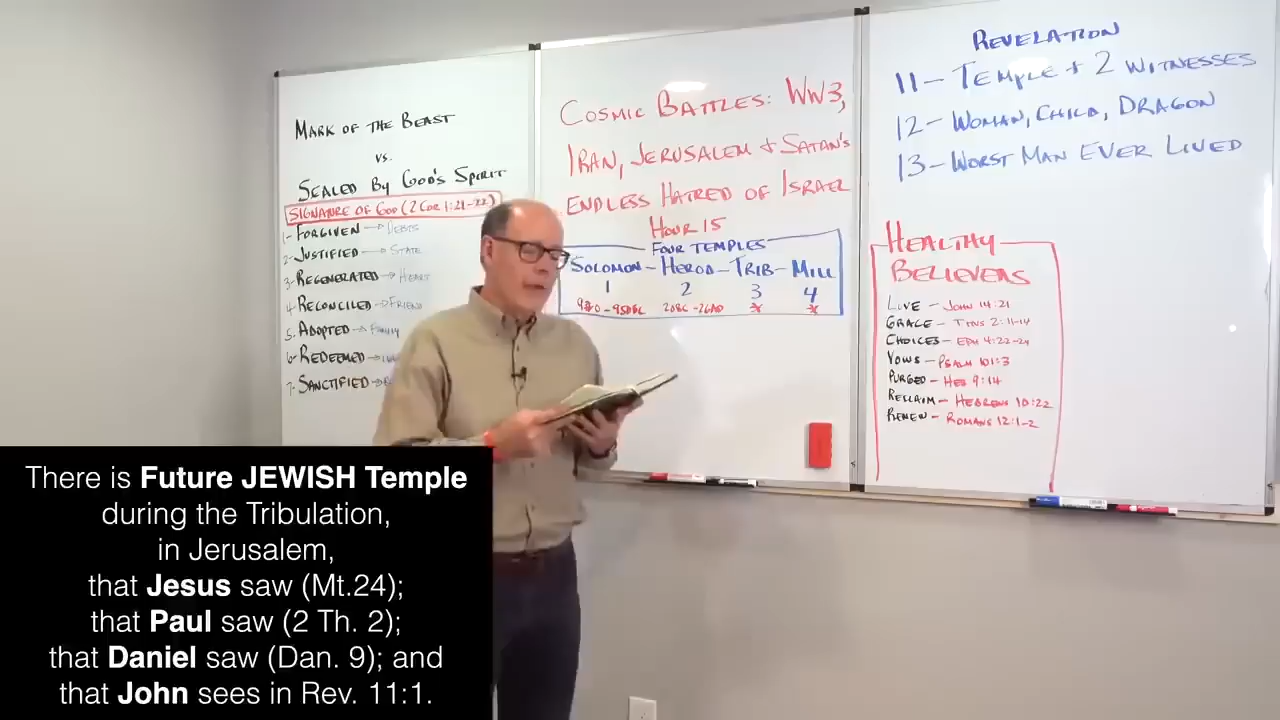 MARK OF THE BEAST
VS.
SEALED BY GOD'S SPIRIT
SIGNATURE OF GOD (2 COR 1:21-22)
1- FORGIVEN → DEBTS
2- JUSTIFIED → STATE
3- REGENERATED → HEART
4- RECONCILED → FRIEND
5- ADOPTED → FAMILY
6- REDEEMED →
7- SANCTIFIED →
COSMIC BATTLES: WW3,
IRAN, JERUSALEM + SATAN'S
ENDLESS HATRED OF ISRAEL
HOUR 15
FOUR TEMPLES
SOLOMON - HEROD - TRIB - MILL
1 2 3 4
20BC -
* *
REVELATION
11- TEMPLE + 2 WITNESSES
12- WOMAN, CHILD, DRAGON
13- WORST MAN EVER LIVED
HEALTHY
BELIEVERS
LIVE - JOHN 14:21
GRACE - TITUS 2:11-14
CHOICES - EPH 4:22-24
VOWS - PSALM 101:3
PURGED - HEB 9:14
RECLAIM - HEBREWS 10:22
RENEW - ROMANS 12:1-2
There is Future JEWISH Temple
during the Tribulation,
in Jerusalem,
that Jesus saw (Mt.24);
that Paul saw (2 Th. 2);
that Daniel saw (Dan. 9); and
that John sees in Rev. 11:1.